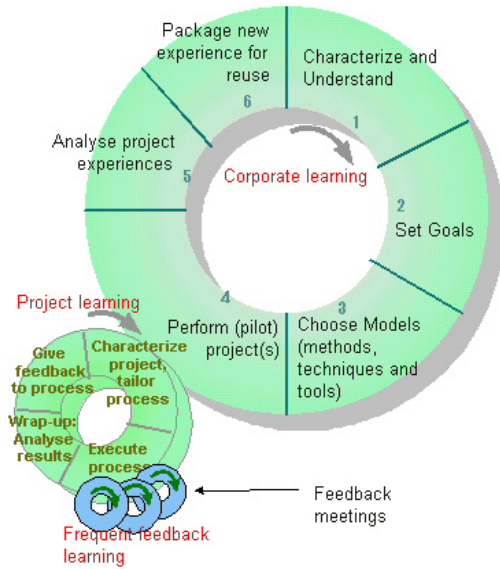 Package new
experience for
reuse
6
Characterize and
Understand
1
Analyse project
experiences
5
Corporate learning
2
Set Goals
4
Perform (pilot)
project(s)
3
Choose Models
(methods,
techniques and
tools)
Project learning
Give
feedback
to process
Characterize
project,
tailor
process
Wrap-up:
Analyse
results
Execute
process
Feedback
meetings
Frequent feedback
learning